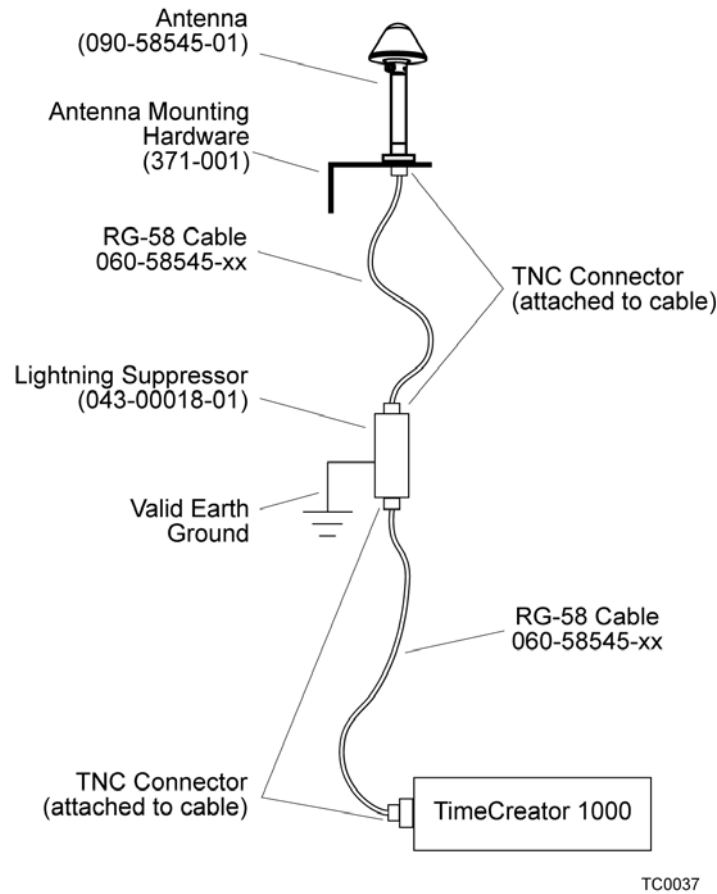 Antenna
(090-58545-01)
Antenna Mounting
Hardware
(371-001)
RG-58 Cable
060-58545-xx
TNC Connector
(attached to cable)
Lightning Suppressor
(043-00018-01)
Valid Earth
Ground
RG-58 Cable
060-58545-xx
TNC Connector
(attached to cable)
TimeCreator 1000
TC0037